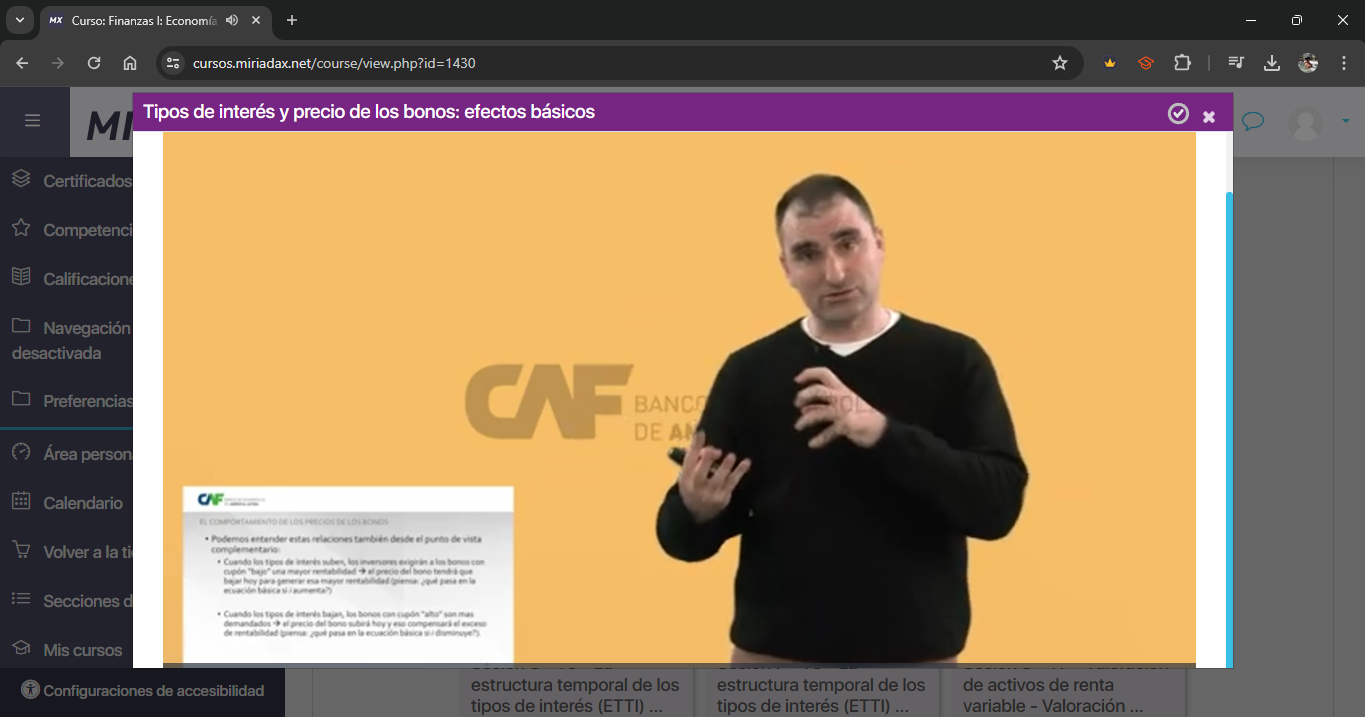 MX Curso: Finanzas I: Economía
cursos.miriadax.net/course/view.php?id=1430
Tipos de interés y precio de los bonos: efectos básicos
Certificados
Competenci
Calificacione
Navegación
desactivada
Preferencias
Área person
Calendario
Volver a la ti
Secciones d
Mis cursos
Configuraciones de accesibilidad
CAF BANCO
DE
CAF
EL COMPORTAMIENTO DE LOS PRECIOS DE LOS BONOS
• Podemos entender estas relaciones también desde el punto de vista
complementario:
• Cuando los tipos de interés suben, los inversores exigirán a los bonos con
cupón "bajo" una mayor rentabilidad → el precio del bono tendrá que
bajar hoy para generar esa mayor rentabilidad (piensa: ¿qué pasa en la
ecuación básica si i aumenta?)
• Cuando los tipos de interés bajan, los bonos con cupón "alto" son mas
demandados → el precio del bono subirá hoy y eso compensará el exceso
de rentabilidad (piensa: ¿qué pasa en la ecuación básica si i disminuye?).
estructura temporal de los
tipos de interés (ETTI) ...
estructura temporal de los
tipos de interés (ETTI) ...
de activos de renta
variable - Valoración ...